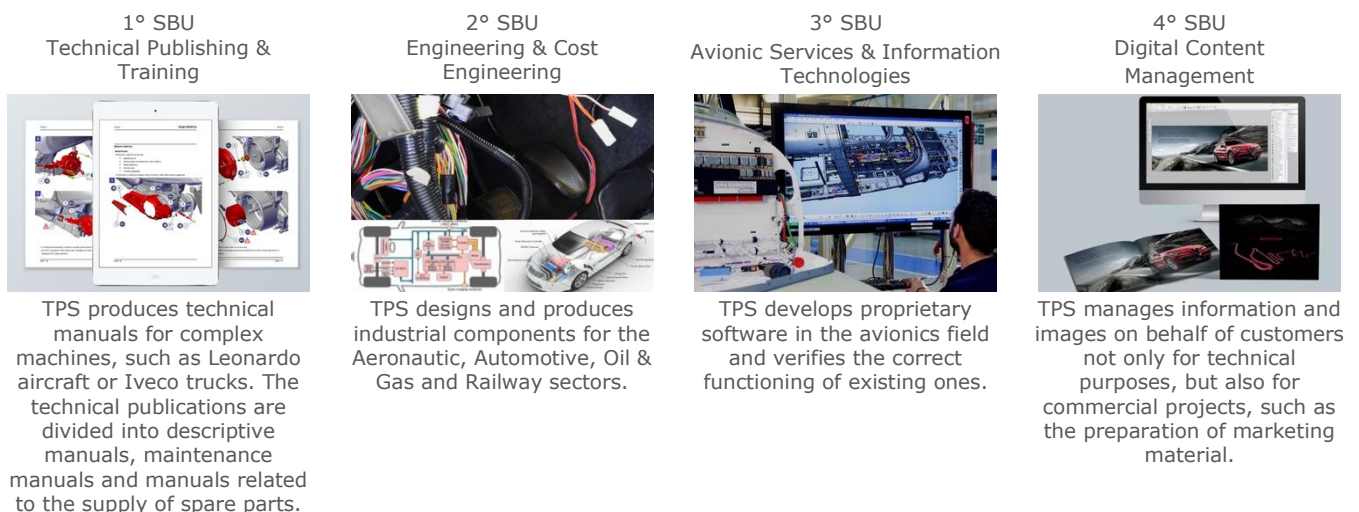 1° SBU
Technical Publishing &
Training
TPS produces technical
manuals for complex
machines, such as Leonardo
aircraft or Iveco trucks. The
technical publications are
divided into descriptive
manuals, maintenance
manuals and manuals related
to the supply of spare parts.
2° SBU
Engineering & Cost
Engineering
TPS designs and produces
industrial components for the
Aeronautic, Automotive, Oil &
Gas and Railway sectors.
3° SBU
Avionic Services & Information
Technologies
TPS develops proprietary
software in the avionics field
and verifies the correct
functioning of existing ones.
4° SBU
Digital Content
Management
TPS manages information and
images on behalf of customers
not only for technical
purposes, but also for
commercial projects, such as
the preparation of marketing
material.